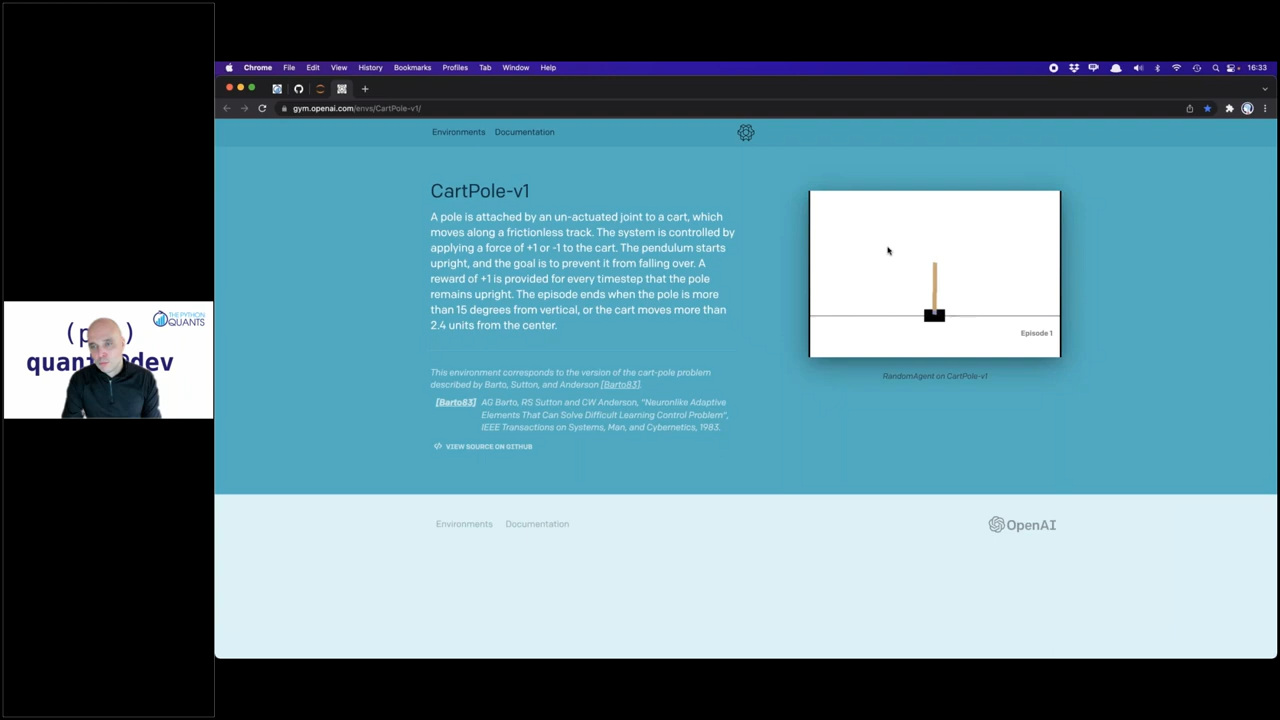 Chrome File Edit View History Bookmarks Profiles Tab Window Help 16:33
gym.openai.com/envs/CartPole-v1/
Environments Documentation
CartPole-v1
A pole is attached by an un-actuated joint to a cart, which
moves along a frictionless track. The system is controlled by
applying a force of +1 or -1 to the cart. The pendulum starts
upright, and the goal is to prevent it from falling over. A
reward of +1 is provided for every timestep that the pole
remains upright. The episode ends when the pole is more
than 15 degrees from vertical, or the cart moves more than
2.4 units from the center.
Episode 1
RandomAgent on CartPole-v1
This environment corresponds to the version of the cart-pole problem
described by Barto, Sutton, and Anderson [Barto83].
[Barto83] AG Barto, RS Sutton and CW Anderson, "Neuronlike Adaptive
Elements That Can Solve Difficult Learning Control Problem",
IEEE Transactions on Systems, Man, and Cybernetics, 1983.
VIEW SOURCE ON GITHUB
Environments Documentation
OpenAI
THE PYTHON
QUANTS